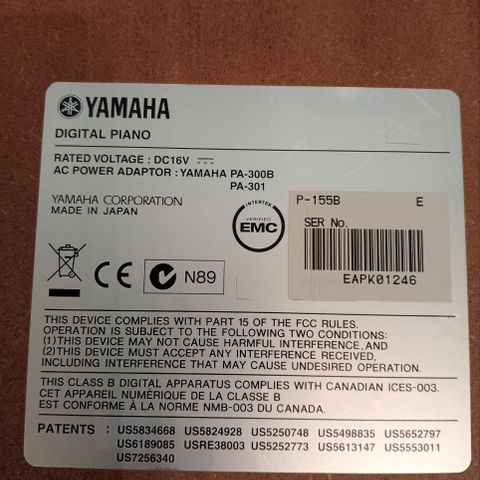 YAMAHA
DIGITAL PIANO
RATED VOLTAGE : DC16V
AC POWER ADAPTOR : YAMAHA PA-300B
PA-301
YAMAHA CORPORATION
MADE IN JAPAN
INTERTEK
VERIFIED
EMC
P-155B E
SER No.
EAPK01246
CE
N89
THIS DEVICE COMPLIES WITH PART 15 OF THE FCC RULES.
OPERATION IS SUBJECT TO THE FOLLOWING TWO CONDITIONS:
(1)THIS DEVICE MAY NOT CAUSE HARMFUL INTERFERENCE,AND
(2)THIS DEVICE MUST ACCEPT ANY INTERFERENCE RECEIVED,
INCLUDING INTERFERENCE THAT MAY CAUSE UNDESIRED OPERATION.
THIS CLASS B DIGITAL APPARATUS COMPLIES WITH CANADIAN ICES-003.
CET APPAREIL NUMÉRIQUE DE LA CLASSE B
EST CONFORME À LA NORME NMB-003 DU CANADA.
PATENTS : US5834668 US5824928 US5250748 US5498835 US5652797
US6189085 USRE38003 US5252773 US5613147 US5553011
US7256340